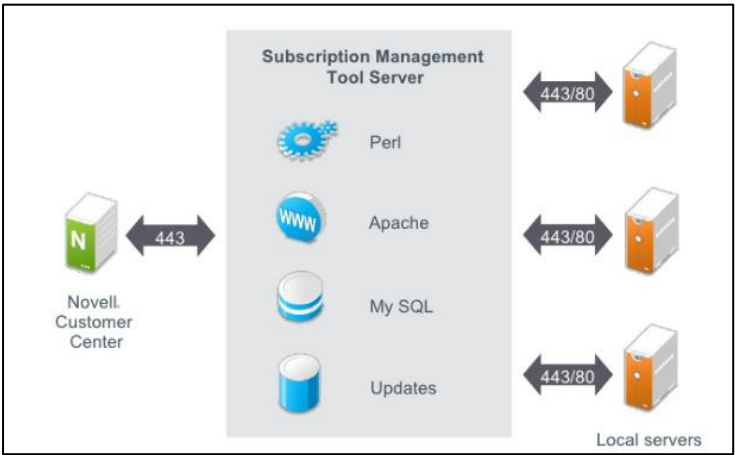 Subscription Management
Tool Server
443/80
Perl
N
443
WWW
Apache
443/80
Novell.
Customer
Center
My SQL
443/80
Updates
Local servers